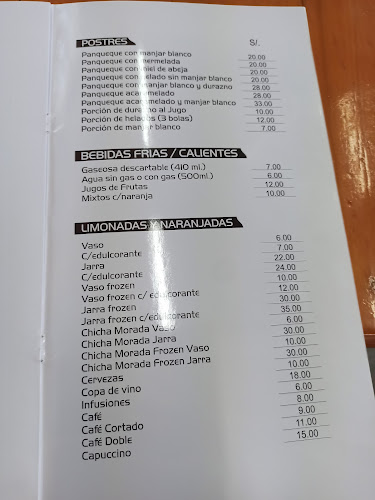 POSTRES S/.
Panqueque con manjar blanco 20.00
Panqueque con mermelada 20.00
Panqueque con miel de abeja 20.00
Panqueque con helado sin manjar blanco 20.00
Panqueque con manjar blanco y durazno 28.00
Panqueque acaramelado 28.00
Panqueque acaramelado y manjar blanco 33.00
Porción de durazno al Jugo 10.00
Porción de helados (3 bolas) 12.00
Porción de manjar blanco 7.00
BEBIDAS FRIAS / CALIENTES
Gaseosa descartable (410 ml.) 7.00
Agua sin gas o con gas (500ml.) 6.00
Jugos de Frutas 12.00
Mixtos c/naranja 10.00
LIMONADAS Y NARANJADAS
Vaso 6.00
C/edulcorante 7.00
Jarra 22.00
C/edulcorante 24.00
Vaso frozen 10.00
Vaso frozen c/ edulcorante 12.00
Jarra frozen 30.00
Jarra frozen c/edulcorante 35.00
Chicha Morada Vaso 6.00
Chicha Morada Jarra 30.00
Chicha Morada Frozen Vaso 10.00
Chicha Morada Frozen Jarra 30.00
Cervezas 10.00
Copa de vino 18.00
Infusiones 6.00
Café 8.00
Café Cortado 9.00
Café Doble 11.00
Capuccino 15.00